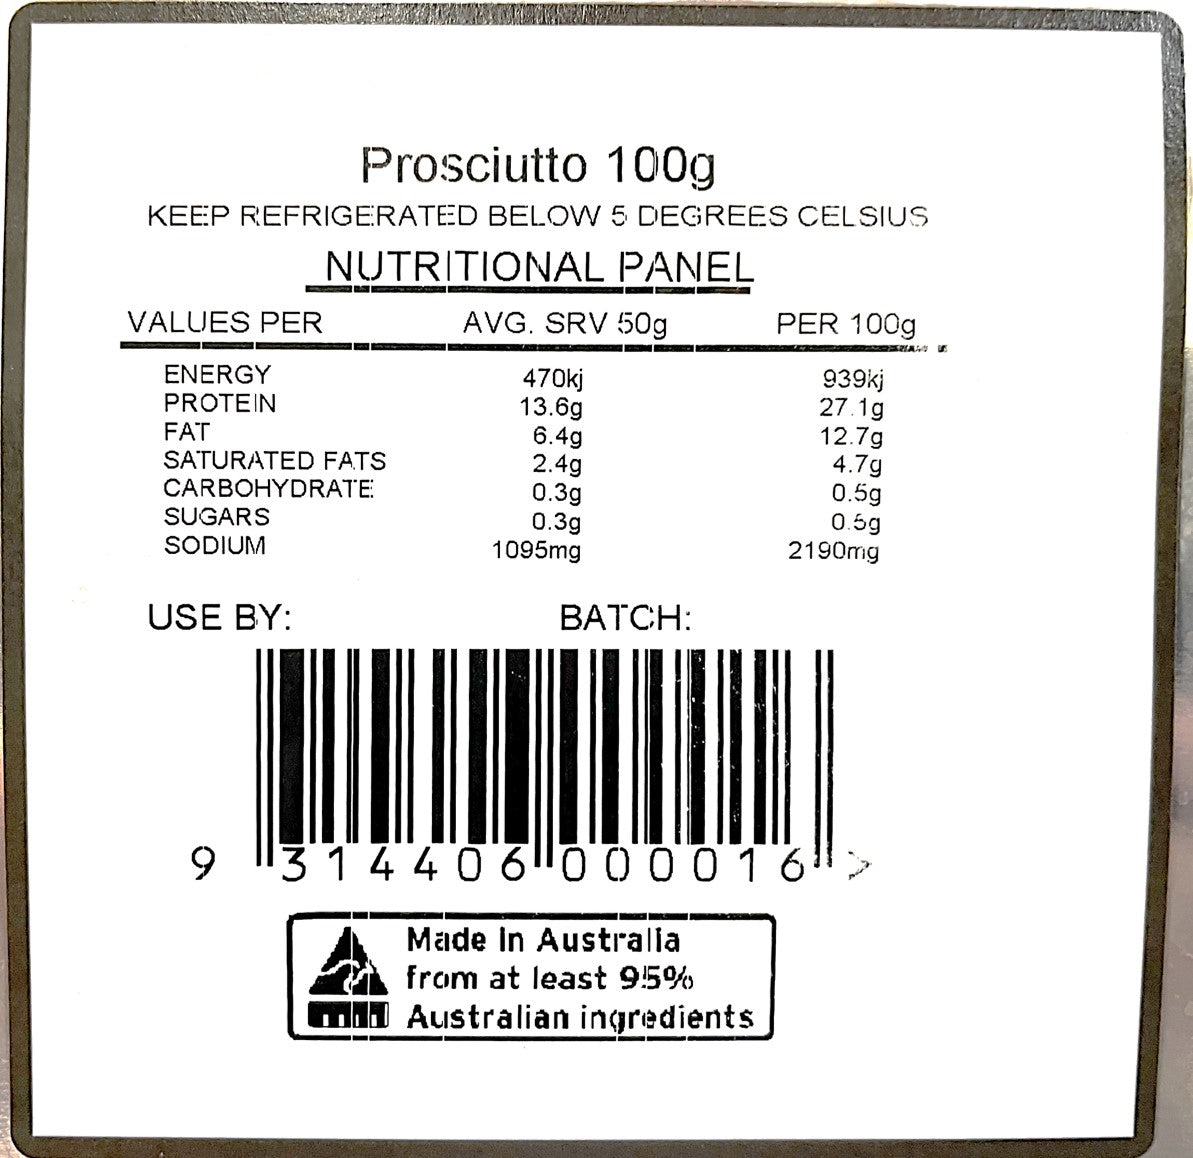 Prosciutto 100g
KEEP REFRIGERATED BELOW 5 DEGREES CELSIUS
NUTRITIONAL PANEL
VALUES PER AVG. SRV 50g PER 100g
ENERGY 470kj 939kj
PROTEIN 13.6g 27.1g
FAT 6.4g 12.7g
SATURATED FATS 2.4g 4.7g
CARBOHYDRATE 0.3g 0.5g
SUGARS 0.3g 0.5g
SODIUM 1095mg 2190mg
USE BY: BATCH:
9 314406 000016 >
Made in Australia
from at least 95%
Australian ingredients